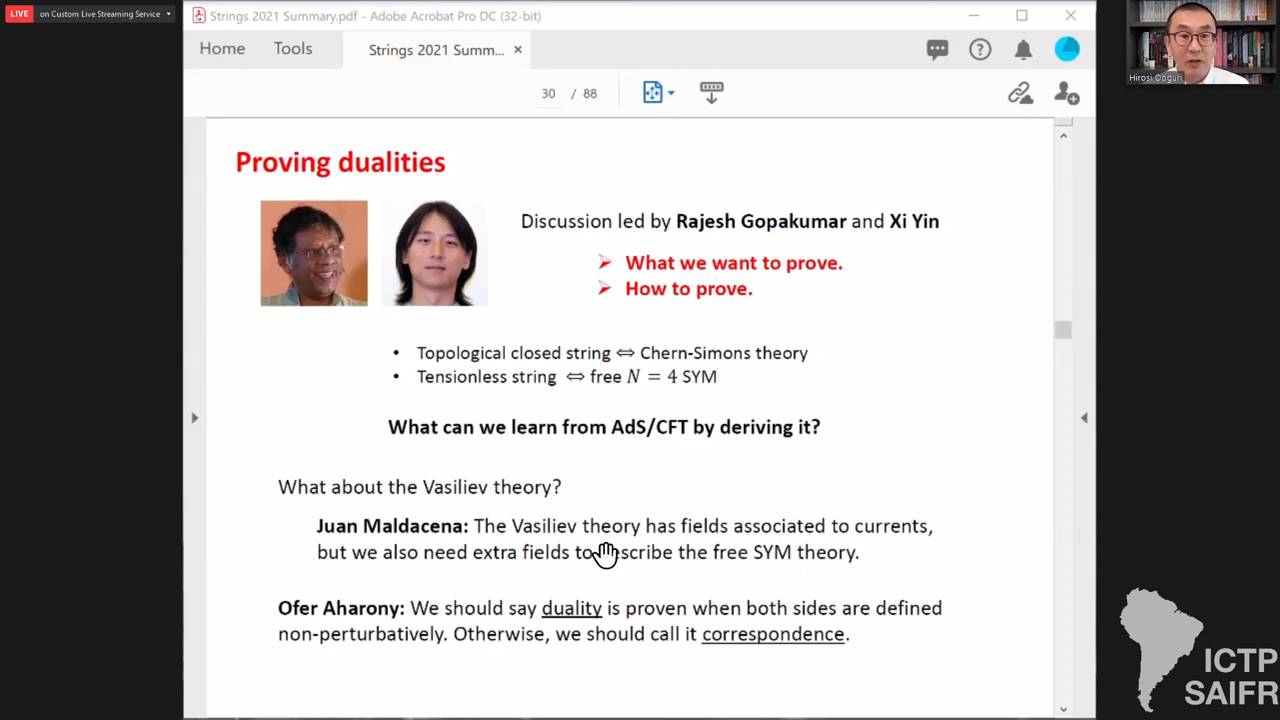 LIVE on Custom Live Streaming Service
Strings 2021 Summary.pdf - Adobe Acrobat Pro DC (32-bit)
Home Tools Strings 2021 Summ... ×
30 / 88
Hirosi Ooguri
Proving dualities
Discussion led by Rajesh Gopakumar and Xi Yin
➢ What we want to prove.
➢ How to prove.
• Topological closed string ⇔ Chern-Simons theory
• Tensionless string ⇔ free N = 4 SYM
What can we learn from AdS/CFT by deriving it?
What about the Vasiliev theory?
Juan Maldacena: The Vasiliev theory has fields associated to currents,
but we also need extra fields to describe the free SYM theory.
Ofer Aharony: We should say duality is proven when both sides are defined
non-perturbatively. Otherwise, we should call it correspondence.
ICTP
SAIFR